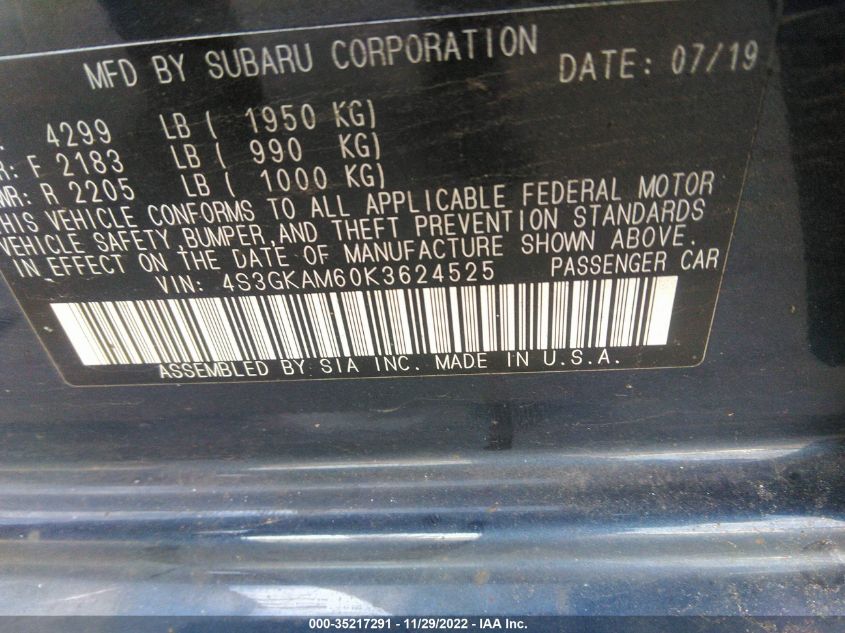 MFD BY SUBARU CORPORATION DATE: 07/19
4299 LB ( 1950 KG)
R: F 2183 LB ( 990 KG)
NR: R 2205 LB ( 1000 KG)
THIS VEHICLE CONFORMS TO ALL APPLICABLE FEDERAL MOTOR
VEHICLE SAFETY,BUMPER,AND THEFT PREVENTION STANDARDS
IN EFFECT ON THE DATE OF MANUFACTURE SHOWN ABOVE.
VIN: 4S3GKAM60K3624525 PASSENGER CAR
ASSEMBLED BY SIA INC. MADE IN U.S.A.
000-35217291 - 11/29/2022 - IAA Inc.